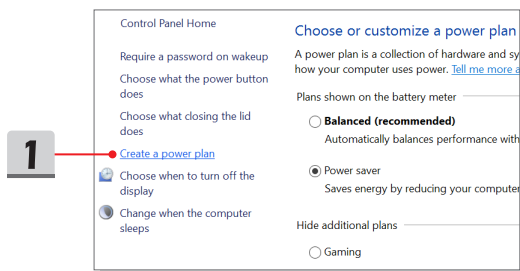 Control Panel Home
Require a password on wakeup
Choose what the power button
does
Choose what closing the lid
does
1
Create a power plan
Choose when to turn off the
display
Change when the computer
sleeps
Choose or customize a power plan
A power plan is a collection of hardware and sy
how your computer uses power. Tell me more a
Plans shown on the battery meter
Balanced (recommended)
Automatically balances performance with
Power saver
Saves energy by reducing your computer
Hide additional plans
Gaming